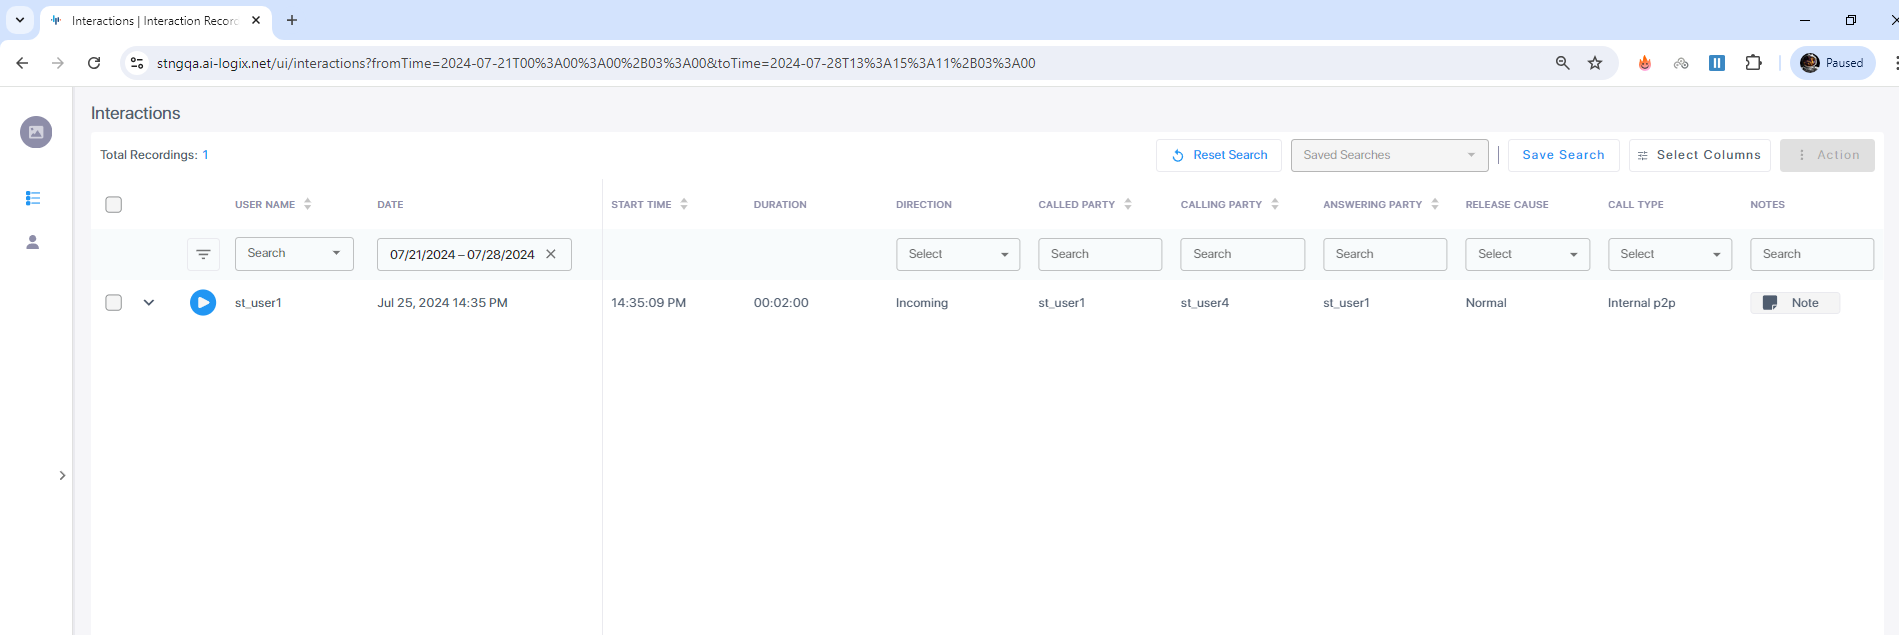 Interactions | Interaction Recor
stngqa.ai-logix.net/ui/interactions?fromTime=2024-07-21T00%3A00%3A00%2B03%3A00&toTime=2024-07-28T13%3A15%3A11%2B03%3A00
Paused
Interactions
Total Recordings: 1
Reset Search
Saved Searches
Save Search
Select Columns
Action
USER NAME DATE START TIME DURATION DIRECTION CALLED PARTY CALLING PARTY ANSWERING PARTY RELEASE CAUSE CALL TYPE NOTES
Search 07/21/2024 – 07/28/2024 Select Search Search Search Select Select Search
st_user1 Jul 25, 2024 14:35 PM 14:35:09 PM 00:02:00 Incoming st_user1 st_user4 st_user1 Normal Internal p2p Note